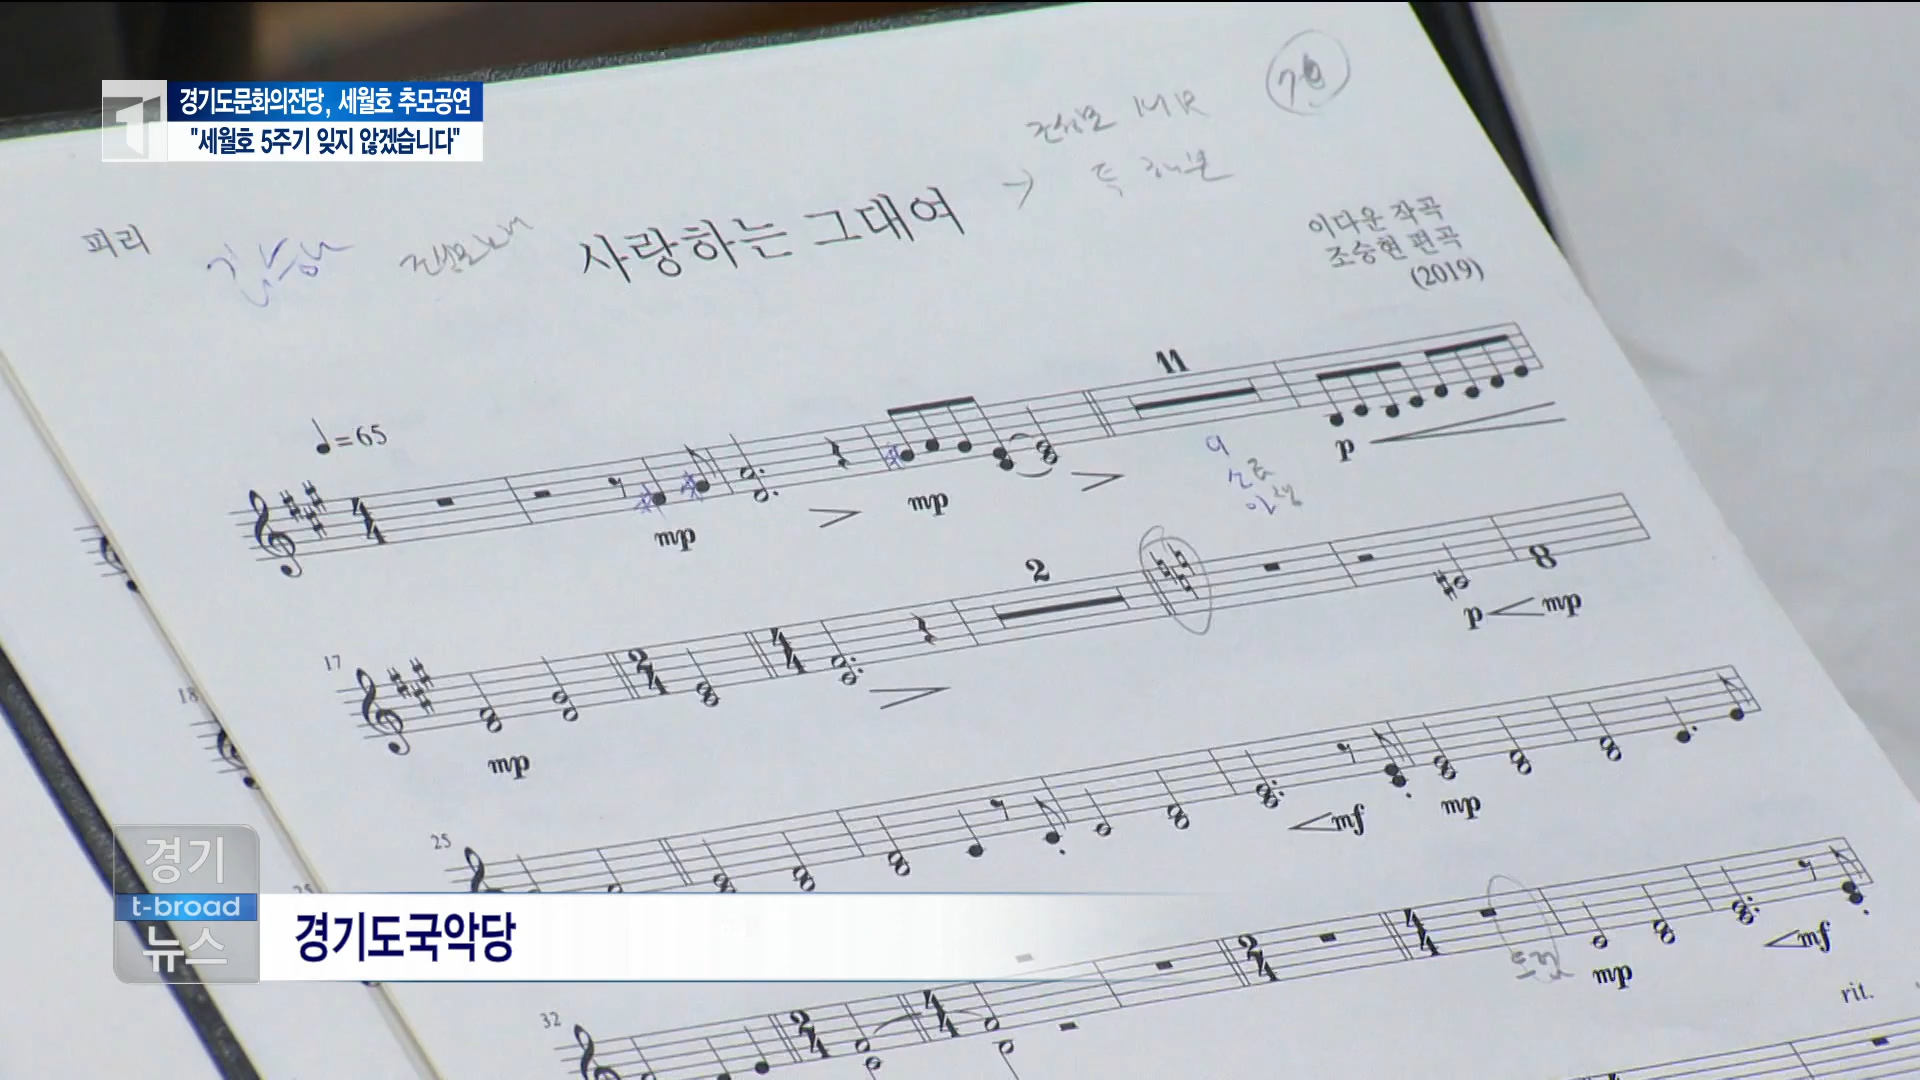 경기도문화의전당, 세월호 추모공연
"세월호 5주기 잊지 않겠습니다"
피리
사랑하는 그대여
이다운 작곡
조승현 편곡
(2019)
MR
=65
11
p
mp
mp
2
17
p
mp
mp
18
25
mf
mp
mf
mp
32
rit.
경기
t-broad
뉴스
경기도국악당